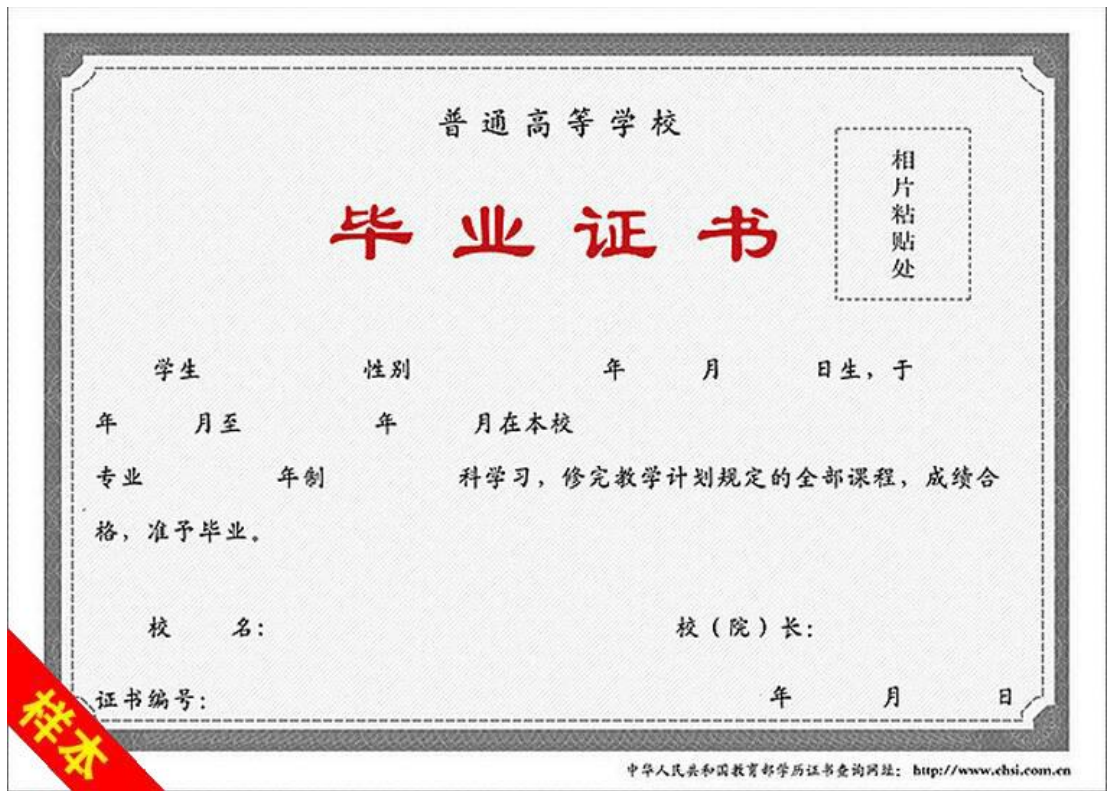 普通高等学校
相片粘贴处
毕业证书
学生 性别 年 月 日生，于
年 月至 年 月在本校
专业 年制 科学习，修完教学计划规定的全部课程，成绩合
格，准予毕业。
校 名： 校（院）长：
证书编号： 年 月 日
样本
中华人民共和国教育部学历证书查询网址：http://www.chsi.com.cn